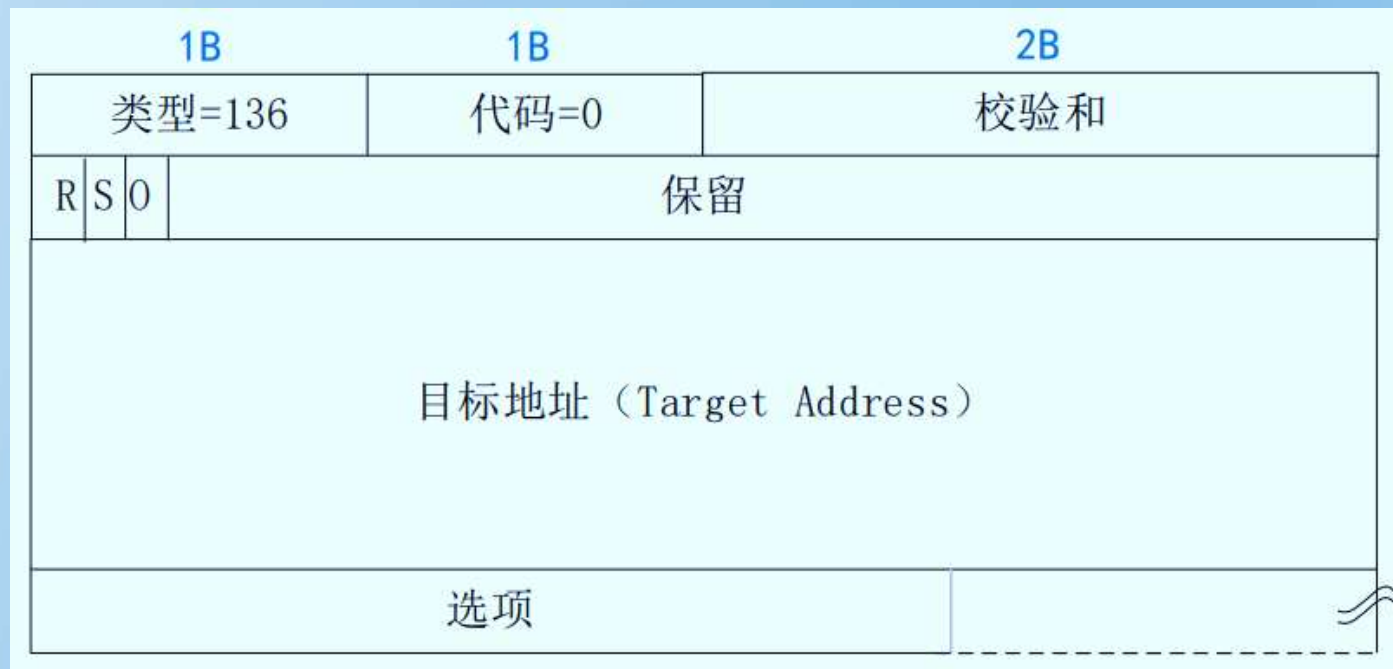 1B 1B 2B
类型=136 代码=0 校验和
R S O 保留
目标地址（Target Address）
选项